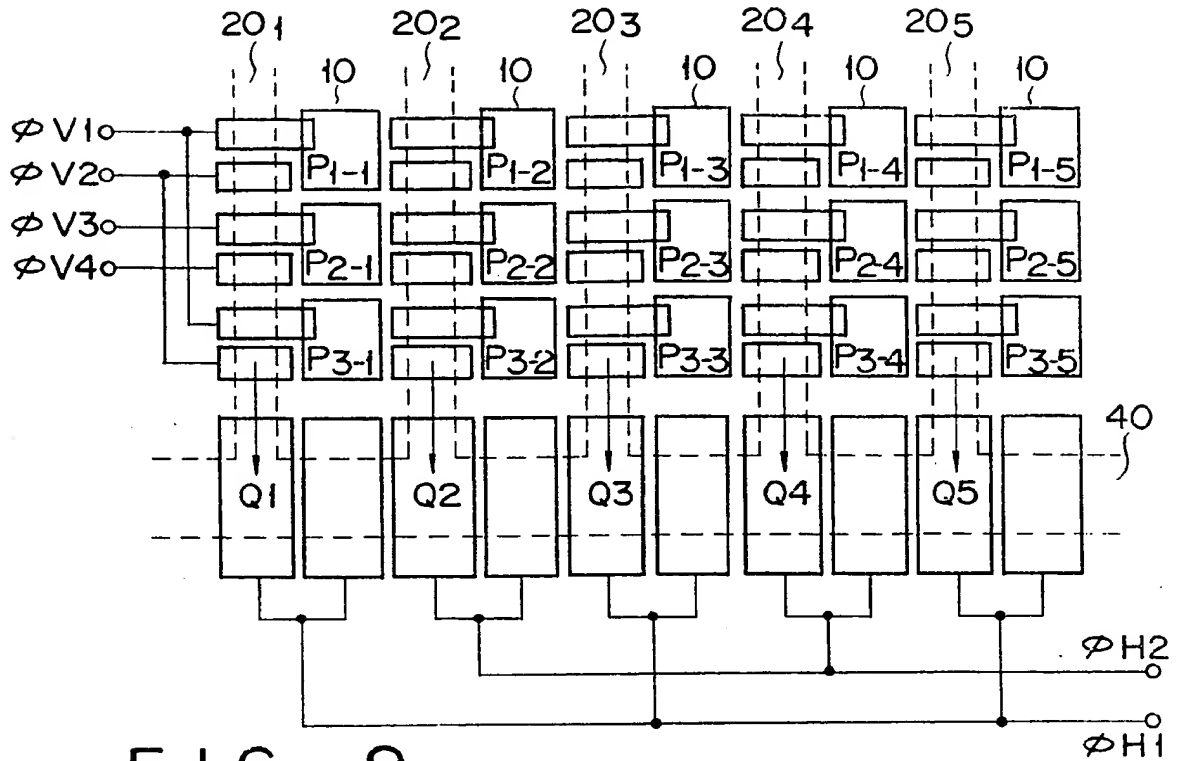 20₁ 20₂ 20₃ 20₄ 20₅
10 10 10 10 10
φV1 P1-1 P1-2 P1-3 P1-4 P1-5
φV2
φV3 P2-1 P2-2 P2-3 P2-4 P2-5
φV4
P3-1 P3-2 P3-3 P3-4 P3-5
40
Q1 Q2 Q3 Q4 Q5
φH2
φH1